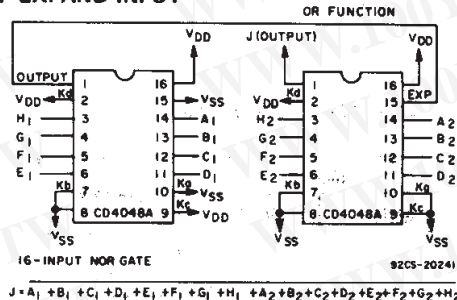 EXPAND INPUT
OR FUNCTION
VDD J(OUTPUT) VDD
OUTPUT 1 16 1 16
VDD Kd 2 15 VSS VDD Kd 2 15 EXP
H1 3 14 A1 H2 3 14 A2
G1 4 13 B1 G2 4 13 B2
F1 5 12 C1 F2 5 12 C2
E1 6 11 D1 E2 6 11 D2
Kb 7 10 Ka VSS Kb 7 10 Ka
8 CD4048A 9 Kc VDD 8 CD4048A 9 Kc
VSS VSS VSS
16-INPUT NOR GATE 92CS-20241
J=A1+B1+C1+D1+E1+F1+G1+H1+A2+B2+C2+D2+E2+F2+G2+H2